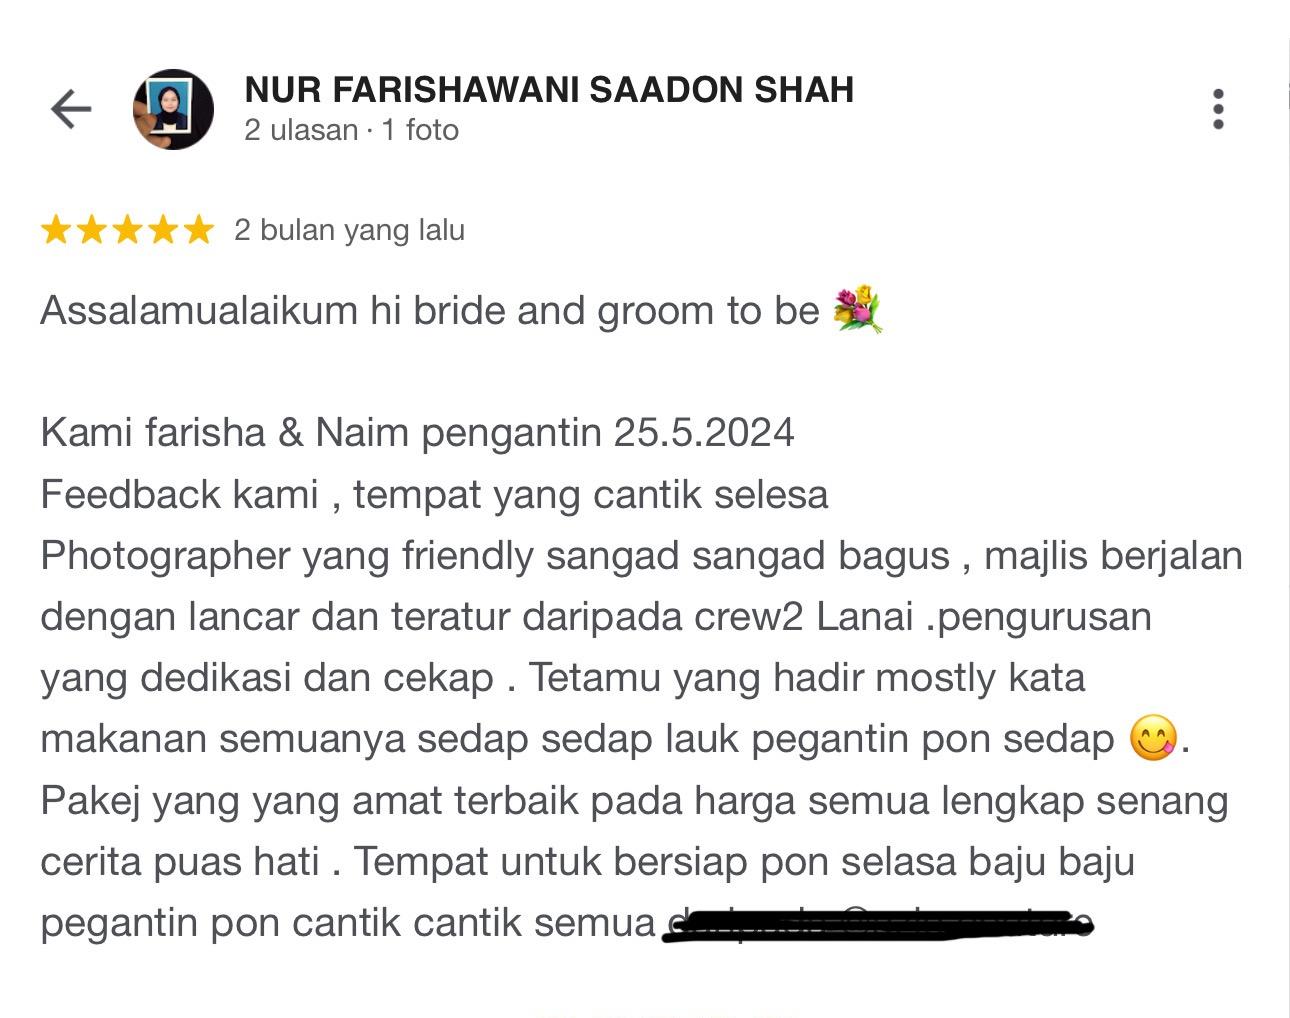 NUR FARISHAWANI SAADON SHAH
2 ulasan · 1 foto
2 bulan yang lalu
Assalamualaikum hi bride and groom to be 💐
Kami farisha & Naim pengantin 25.5.2024
Feedback kami , tempat yang cantik selesa
Photographer yang friendly sangad sangad bagus , majlis berjalan
dengan lancar dan teratur daripada crew2 Lanai .pengurusan
yang dedikasi dan cekap . Tetamu yang hadir mostly kata
makanan semuanya sedap sedap lauk pegantin pon sedap 😋.
Pakej yang yang amat terbaik pada harga semua lengkap senang
cerita puas hati . Tempat untuk bersiap pon selasa baju baju
pegantin pon cantik cantik semua